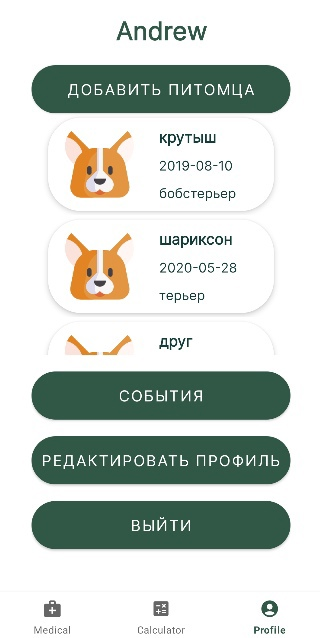 Andrew
ДОБАВИТЬ ПИТОМЦА
крутыш
2019-08-10
бобстерьер
шариксон
2020-05-28
терьер
друг
СОБЫТИЯ
РЕДАКТИРОВАТЬ ПРОФИЛЬ
ВЫЙТИ
Medical
Calculator
Profile